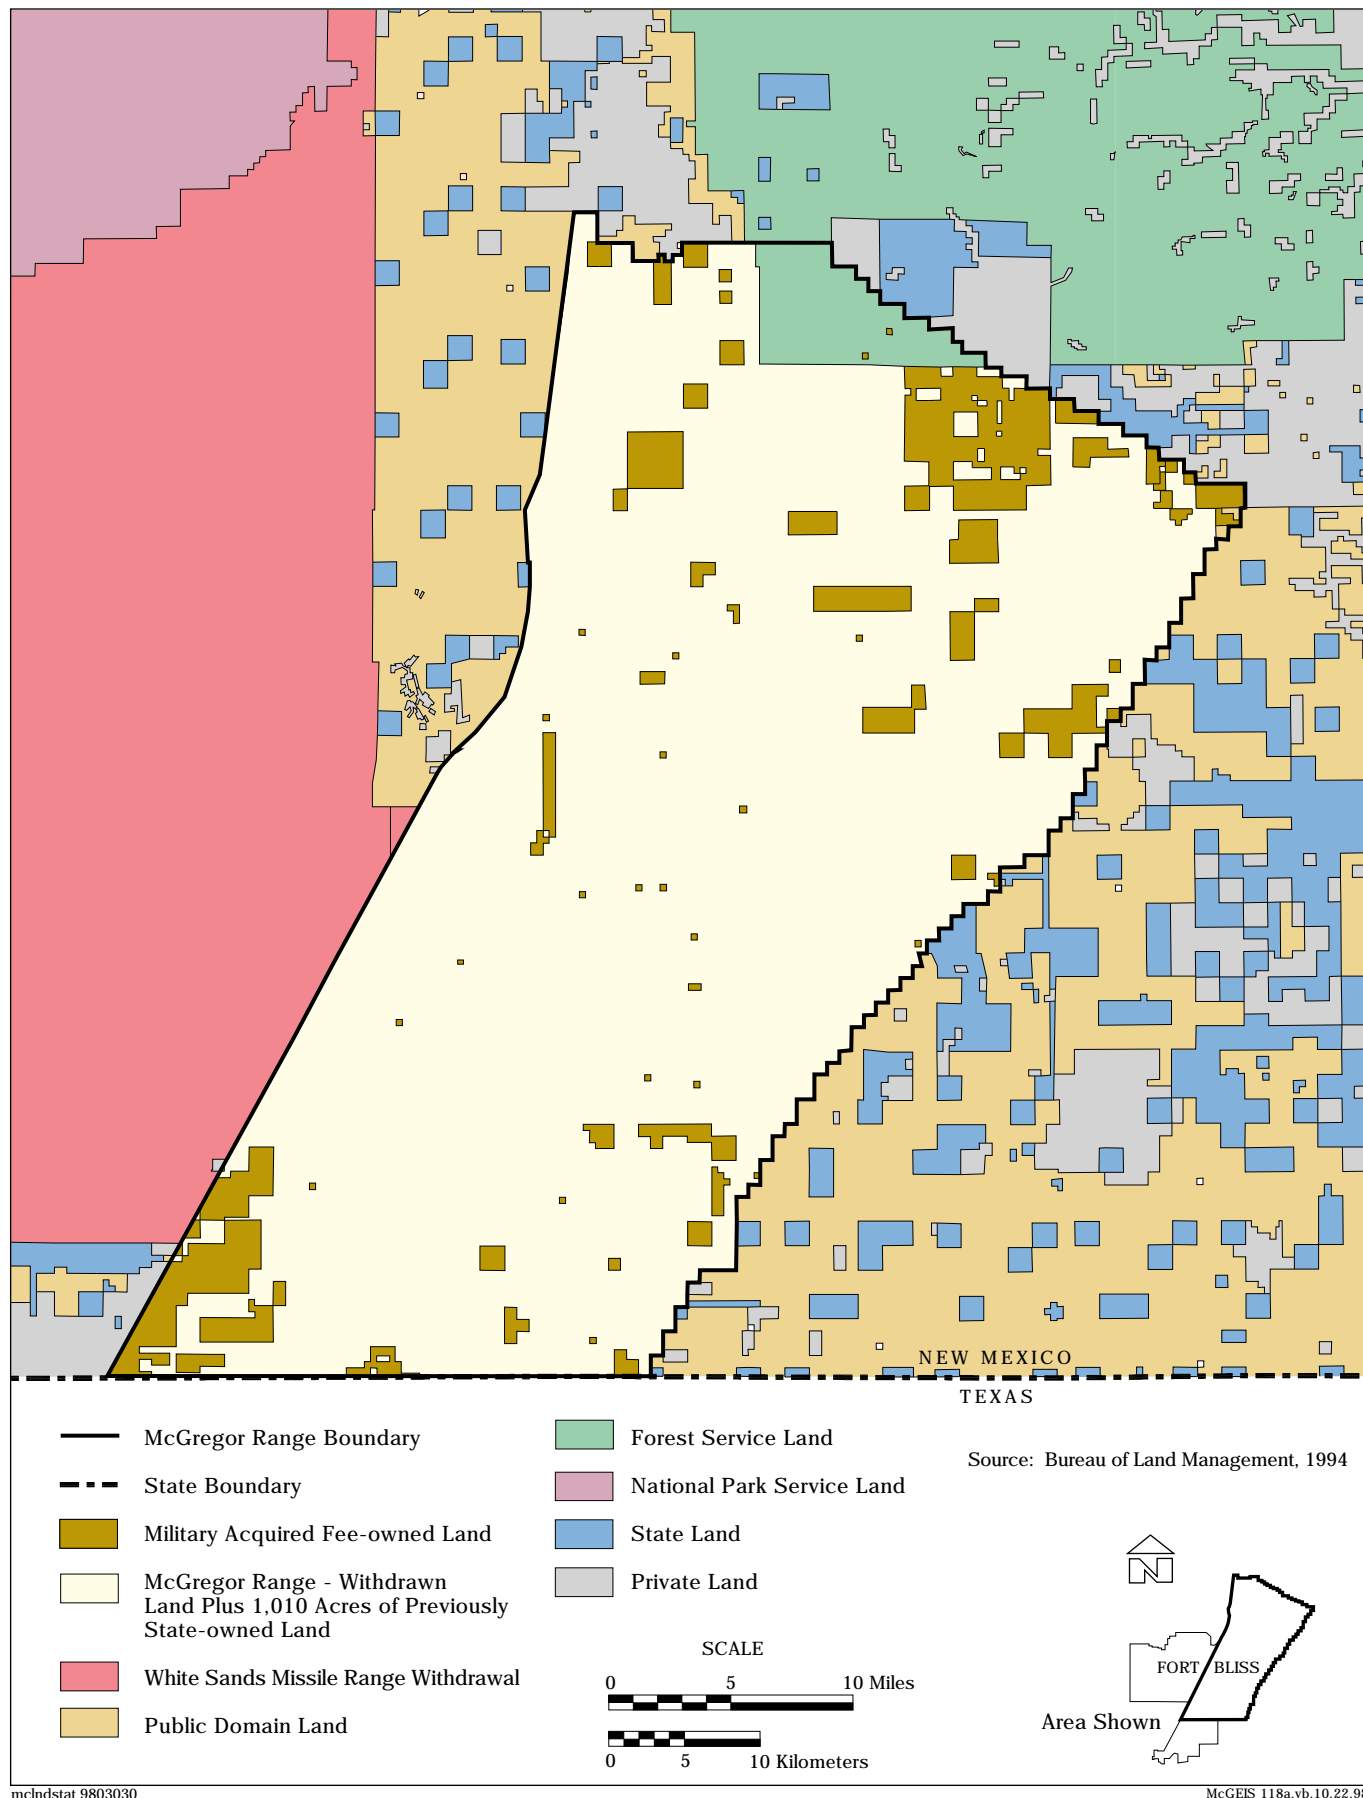 NEW MEXICO
TEXAS
McGregor Range Boundary
State Boundary
Military Acquired Fee-owned Land
McGregor Range - Withdrawn
Land Plus 1,010 Acres of Previously
State-owned Land
White Sands Missile Range Withdrawal
Public Domain Land
Forest Service Land
National Park Service Land
State Land
Private Land
SCALE
0 5 10 Miles
0 5 10 Kilometers
Source: Bureau of Land Management, 1994
N
FORT BLISS
Area Shown
mclndstat 9803030
McGEIS 118a.yb.10.22.98